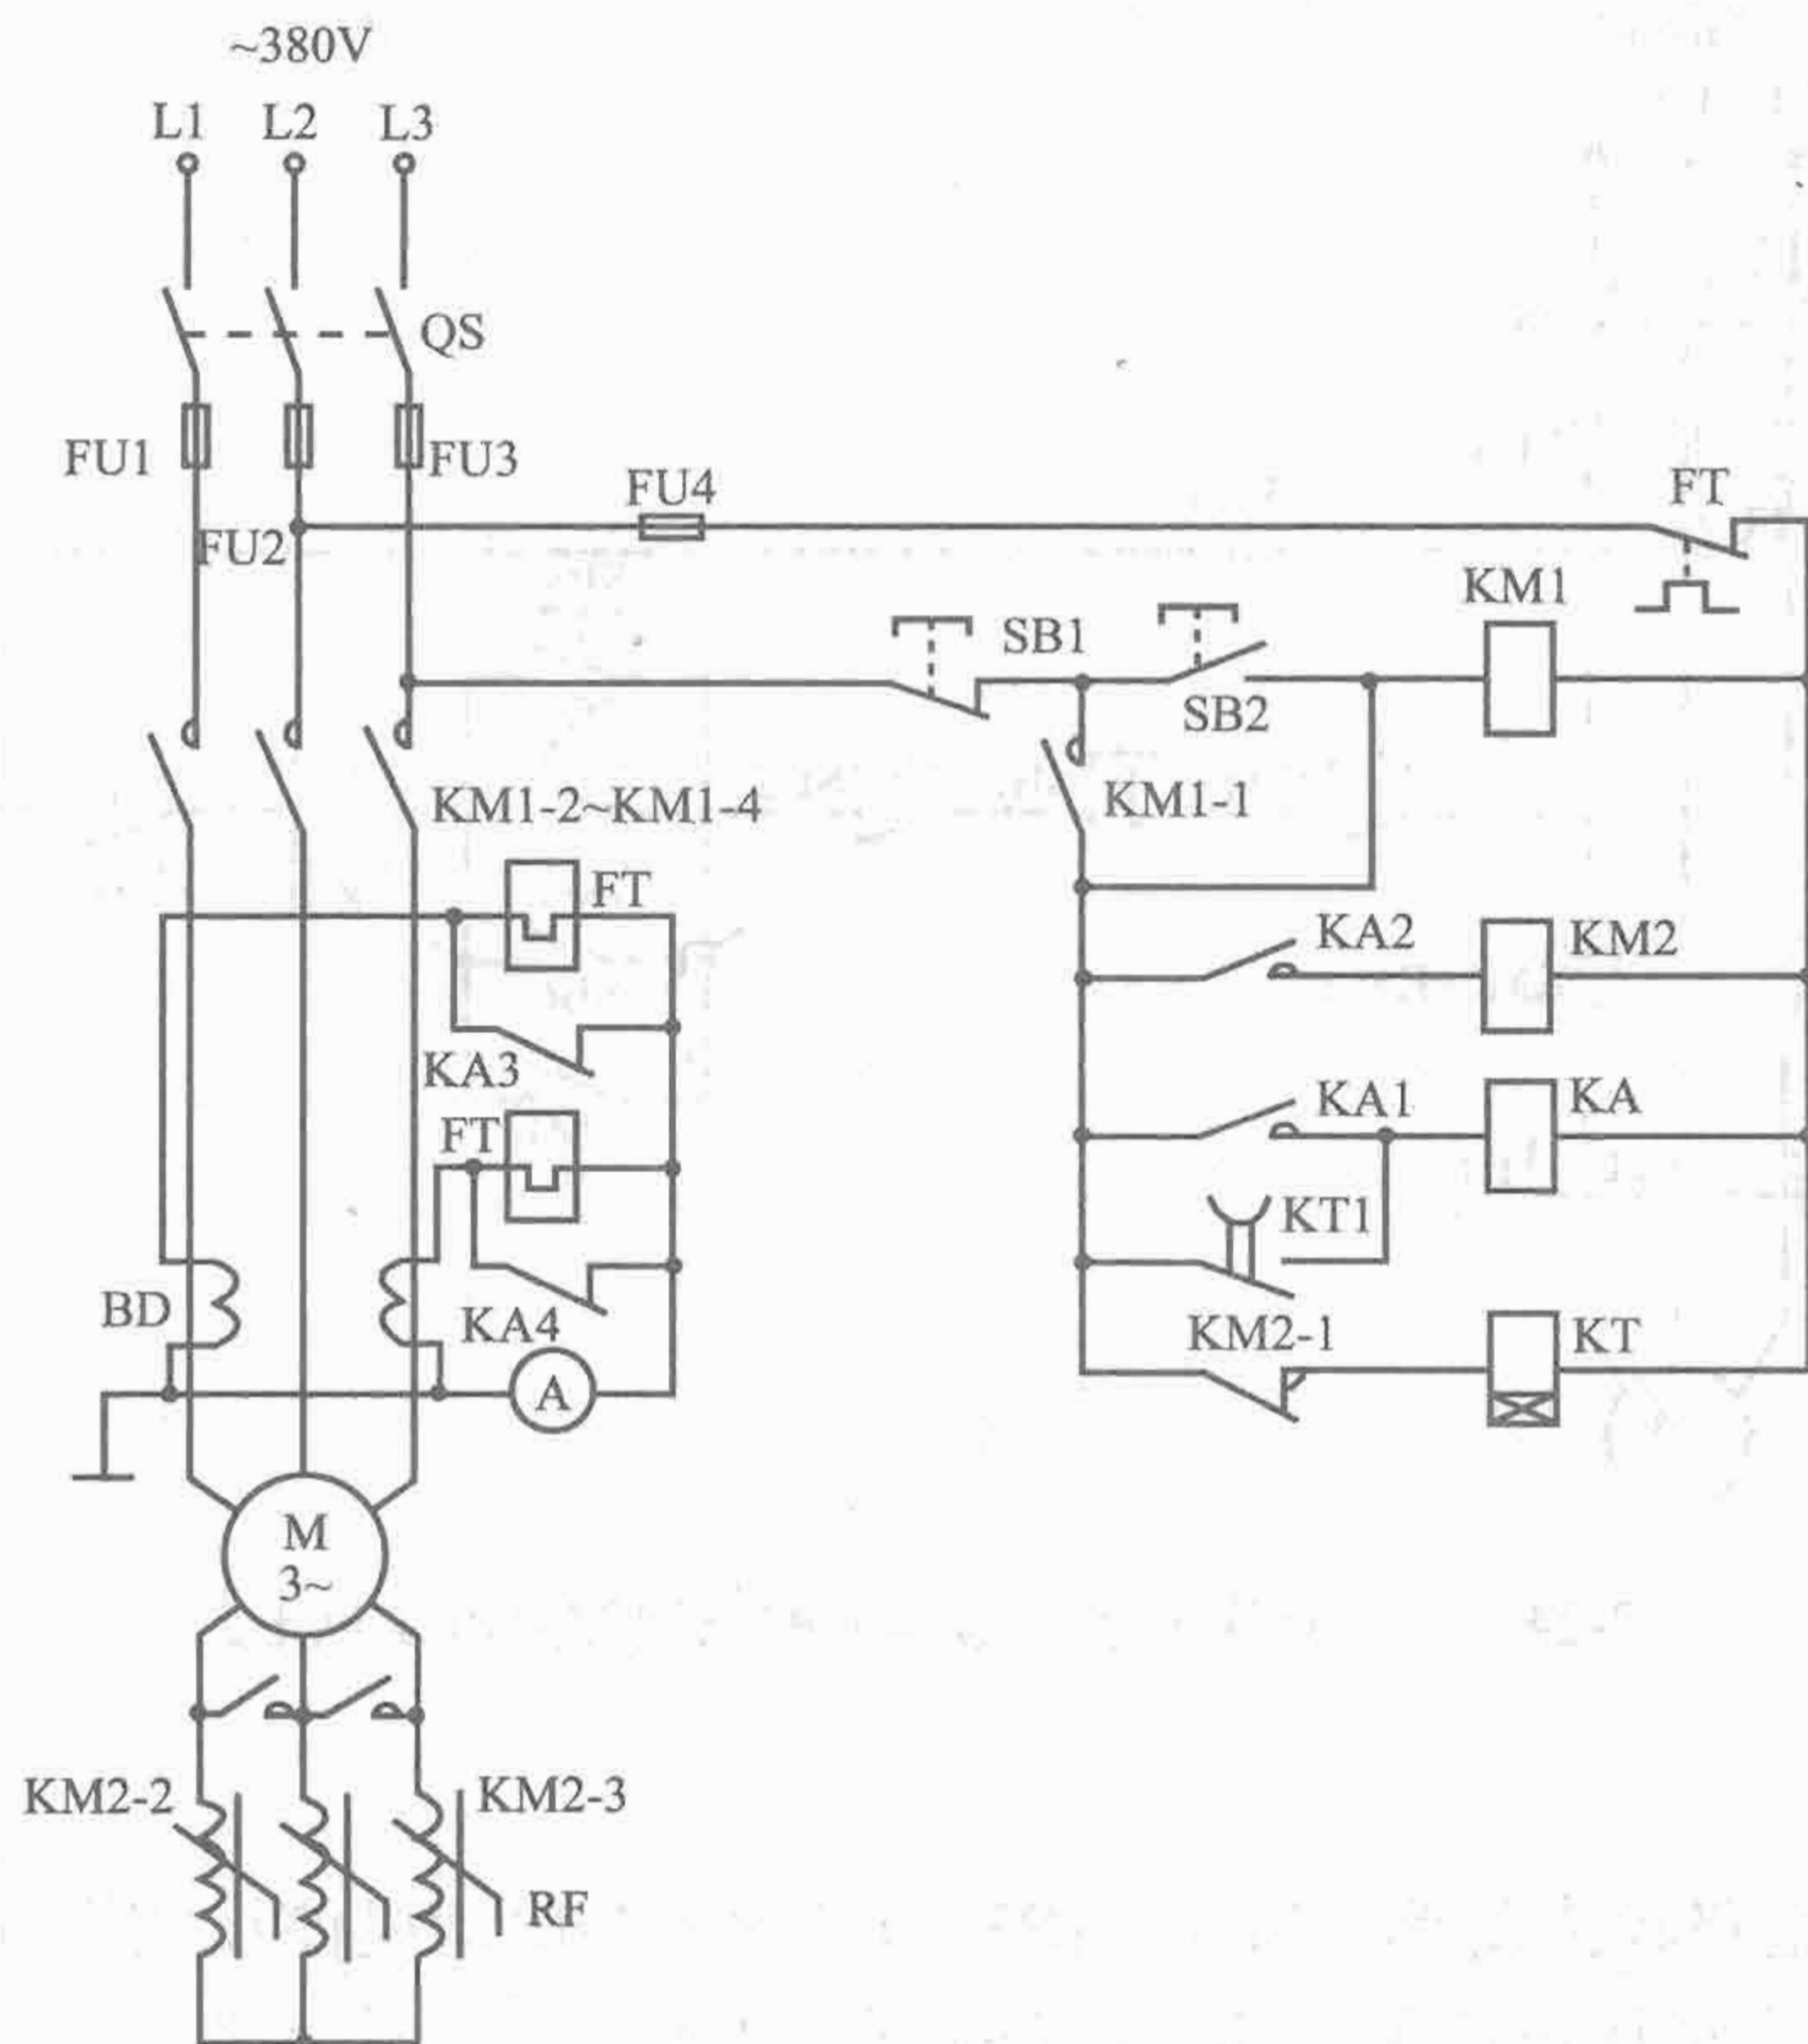 ~380V
L1 L2 L3
QS
FU1
FU3
FU4
FT
FU2
KM1
SB1
SB2
KM1-2~KM1-4
KM1-1
FT
KA2
KM2
KA3
KA1
KA
FT
KT1
BD
KA4
KM2-1
KT
A
M
3~
KM2-2
KM2-3
RF